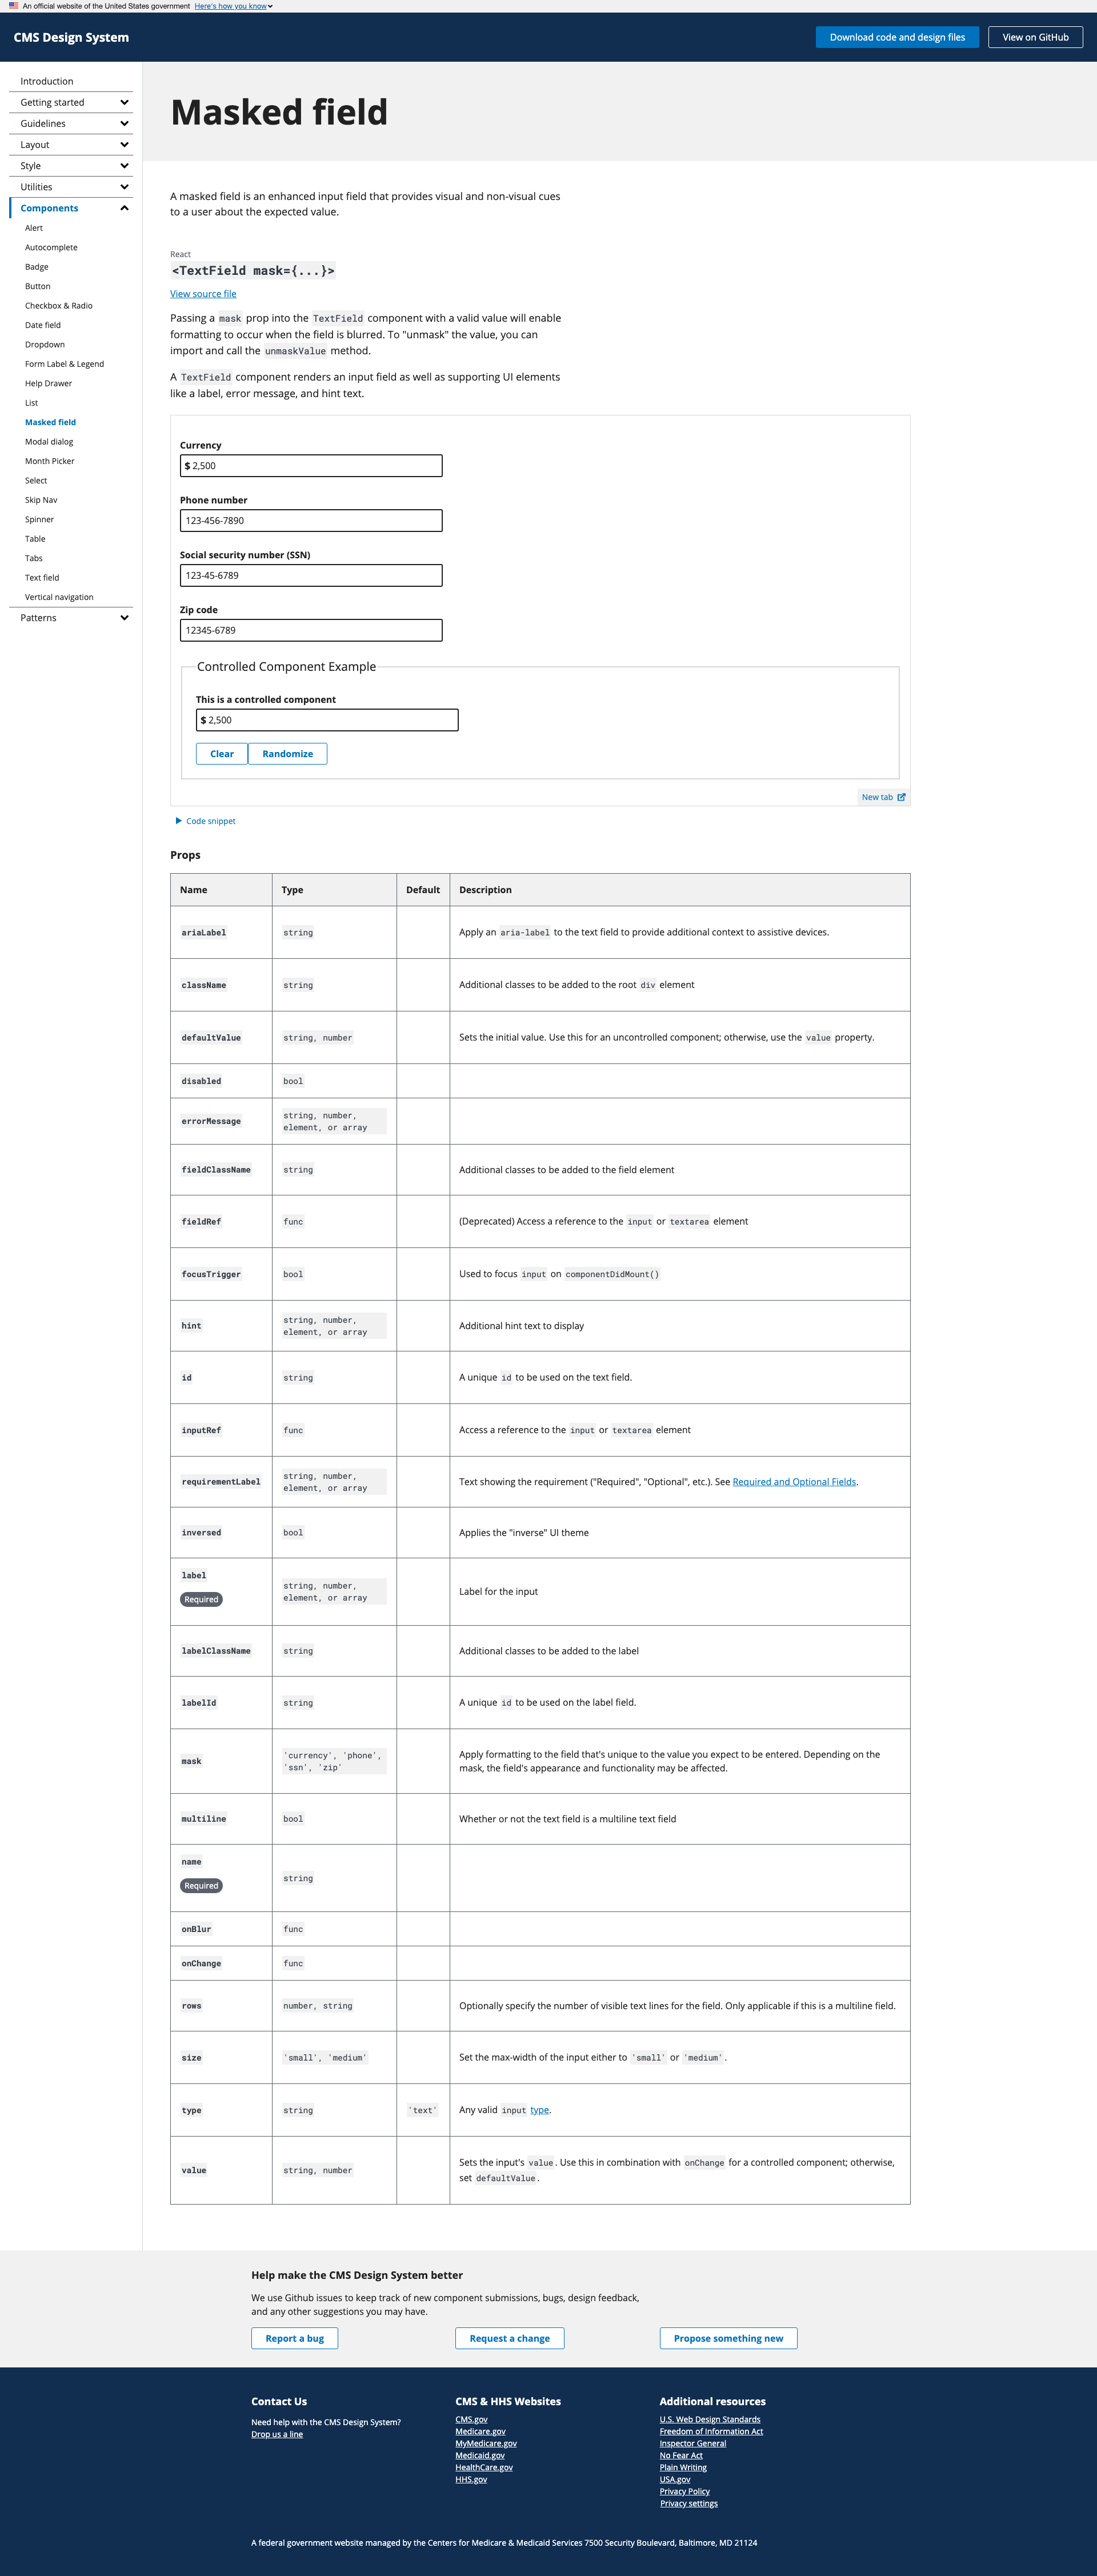 An official website of the United States government Here's how you know
CMS Design System
Download code and design files
View on GitHub
Introduction
Getting started
Guidelines
Layout
Style
Utilities
Components
Alert
Autocomplete
Badge
Button
Checkbox & Radio
Date field
Dropdown
Form Label & Legend
Help Drawer
List
Masked field
Modal dialog
Month Picker
Select
Skip Nav
Spinner
Table
Tabs
Text field
Vertical navigation
Patterns
Masked field
A masked field is an enhanced input field that provides visual and non-visual cues
to a user about the expected value.
React
<TextField mask={...}>
View source file
Passing a mask prop into the TextField component with a valid value will enable
formatting to occur when the field is blurred. To "unmask" the value, you can
import and call the unmaskValue method.
A TextField component renders an input field as well as supporting UI elements
like a label, error message, and hint text.
Currency
$ 2,500
Phone number
123-456-7890
Social security number (SSN)
123-45-6789
Zip code
12345-6789
Controlled Component Example
This is a controlled component
$ 2,500
Clear
Randomize
New tab
Code snippet
Props
Name Type Default Description
ariaLabel string Apply an aria-label to the text field to provide additional context to assistive devices.
className string Additional classes to be added to the root div element
defaultValue string, number Sets the initial value. Use this for an uncontrolled component; otherwise, use the value property.
disabled bool
errorMessage string, number,
element, or array
fieldClassName string Additional classes to be added to the field element
fieldRef func (Deprecated) Access a reference to the input or textarea element
focusTrigger bool Used to focus input on componentDidMount()
hint string, number,
element, or array Additional hint text to display
id string A unique id to be used on the text field.
inputRef func Access a reference to the input or textarea element
requirementLabel string, number,
element, or array Text showing the requirement ("Required", "Optional", etc.). See Required and Optional Fields.
inversed bool Applies the "inverse" UI theme
label
Required string, number,
element, or array Label for the input
labelClassName string Additional classes to be added to the label
labelId string A unique id to be used on the label field.
mask 'currency', 'phone',
'ssn', 'zip' Apply formatting to the field that's unique to the value you expect to be entered. Depending on the
mask, the field's appearance and functionality may be affected.
multiline bool Whether or not the text field is a multiline text field
name
Required string
onBlur func
onChange func
rows number, string Optionally specify the number of visible text lines for the field. Only applicable if this is a multiline field.
size 'small', 'medium' Set the max-width of the input either to 'small' or 'medium'.
type string 'text' Any valid input type.
value string, number Sets the input's value. Use this in combination with onChange for a controlled component; otherwise,
set defaultValue.
Help make the CMS Design System better
We use Github issues to keep track of new component submissions, bugs, design feedback,
and any other suggestions you may have.
Report a bug
Request a change
Propose something new
Contact Us
Need help with the CMS Design System?
Drop us a line
CMS & HHS Websites
CMS.gov
Medicare.gov
MyMedicare.gov
Medicaid.gov
HealthCare.gov
HHS.gov
Additional resources
U.S. Web Design Standards
Freedom of Information Act
Inspector General
No Fear Act
Plain Writing
USA.gov
Privacy Policy
Privacy settings
A federal government website managed by the Centers for Medicare & Medicaid Services 7500 Security Boulevard, Baltimore, MD 21124